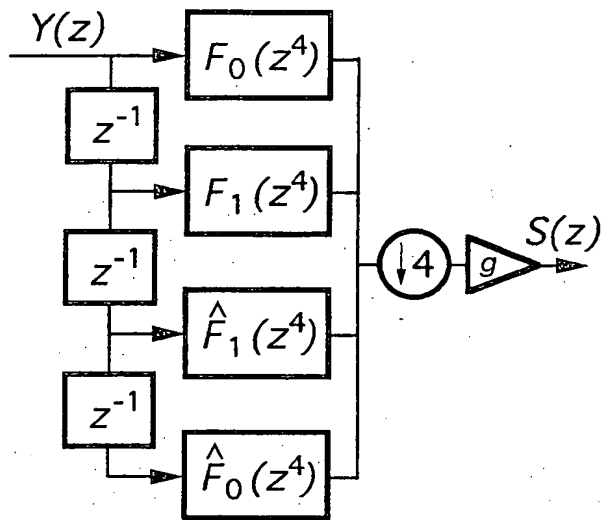 Y(z)
F₀(z⁴)
z⁻¹
F₁(z⁴)
z⁻¹
↓4
g
S(z)
F̂₁(z⁴)
z⁻¹
F̂₀(z⁴)